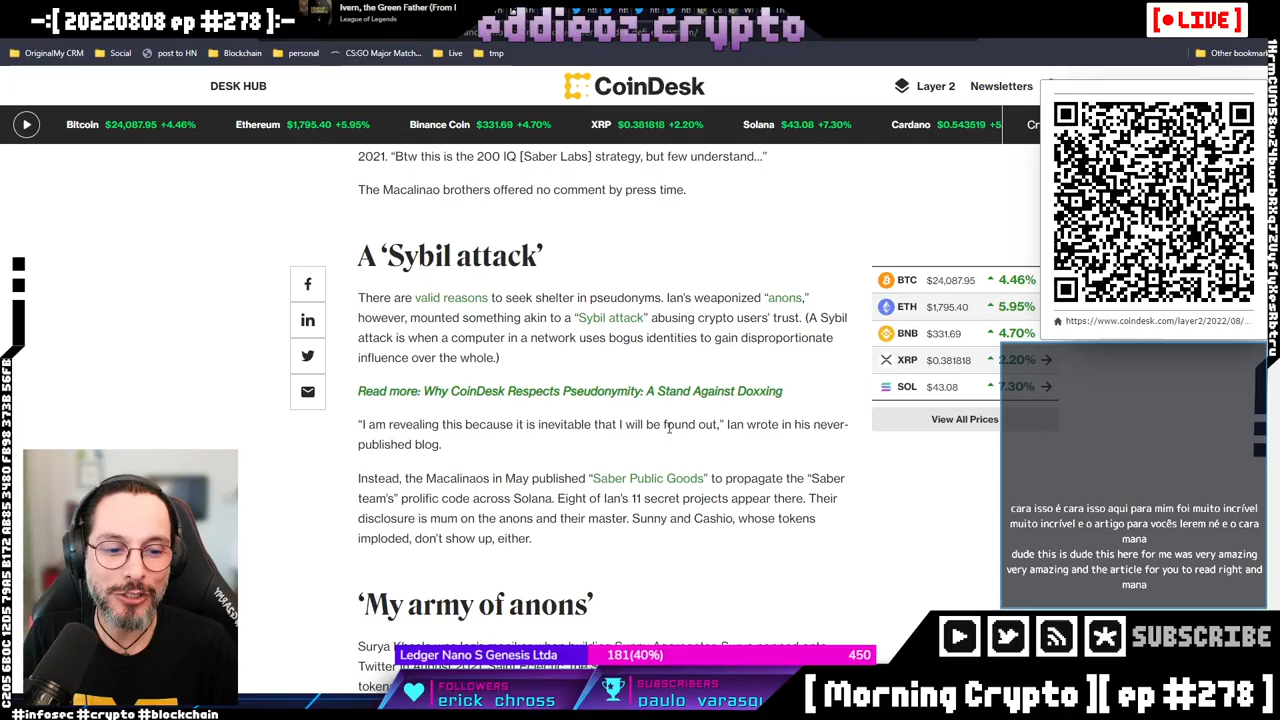 -:[ 20220808 ep #278 ]:-
Ivern, the Green Father (From l
League of Legends
eddieoz.crypto
[ • LIVE ]
OriginalMy CRM
Social
post to HN
Blockchain
personal
CS:GO Major Match...
Live
tmp
Other bookmar
DESK HUB
CoinDesk
Layer 2
Newsletters
Bitcoin $24,087.95 +4.46%
Ethereum $1,795.40 +5.95%
Binance Coin $331.69 +4.70%
XRP $0.381818 +2.20%
Solana $43.08 +7.30%
Cardano $0.543519 +5
Cr
2021. “Btw this is the 200 IQ [Saber Labs] strategy, but few understand...”
The Macalinao brothers offered no comment by press time.
A ‘Sybil attack’
There are valid reasons to seek shelter in pseudonyms. Ian’s weaponized “anons,”
however, mounted something akin to a “Sybil attack” abusing crypto users’ trust. (A Sybil
attack is when a computer in a network uses bogus identities to gain disproportionate
influence over the whole.)
Read more: Why CoinDesk Respects Pseudonymity: A Stand Against Doxxing
“I am revealing this because it is inevitable that I will be found out,” Ian wrote in his never-
published blog.
Instead, the Macalinaos in May published “Saber Public Goods” to propagate the “Saber
team’s” prolific code across Solana. Eight of Ian’s 11 secret projects appear there. Their
disclosure is mum on the anons and their master. Sunny and Cashio, whose tokens
imploded, don’t show up, either.
‘My army of anons’
BTC $24,087.95 4.46%
ETH $1,795.40 5.95%
BNB $331.69 4.70%
XRP $0.381818 2.20%
SOL $43.08 7.30%
View All Prices
https://www.coindesk.com/layer2/2022/08/...
cara isso é cara isso aqui para mim foi muito incrível
muito incrível e o artigo para vocês lerem né e o cara
mana
dude this is dude this here for me was very amazing
very amazing and the article for you to read right and
mana
Ledger Nano S Genesis Ltda
181(40%)
450
FOLLOWERS
erick chross
SUBSCRIBERS
paulo varasqu
SUBSCRIBE
[ Morning Crypto ][ ep #278 ]
#infosec #crypto #blockchain